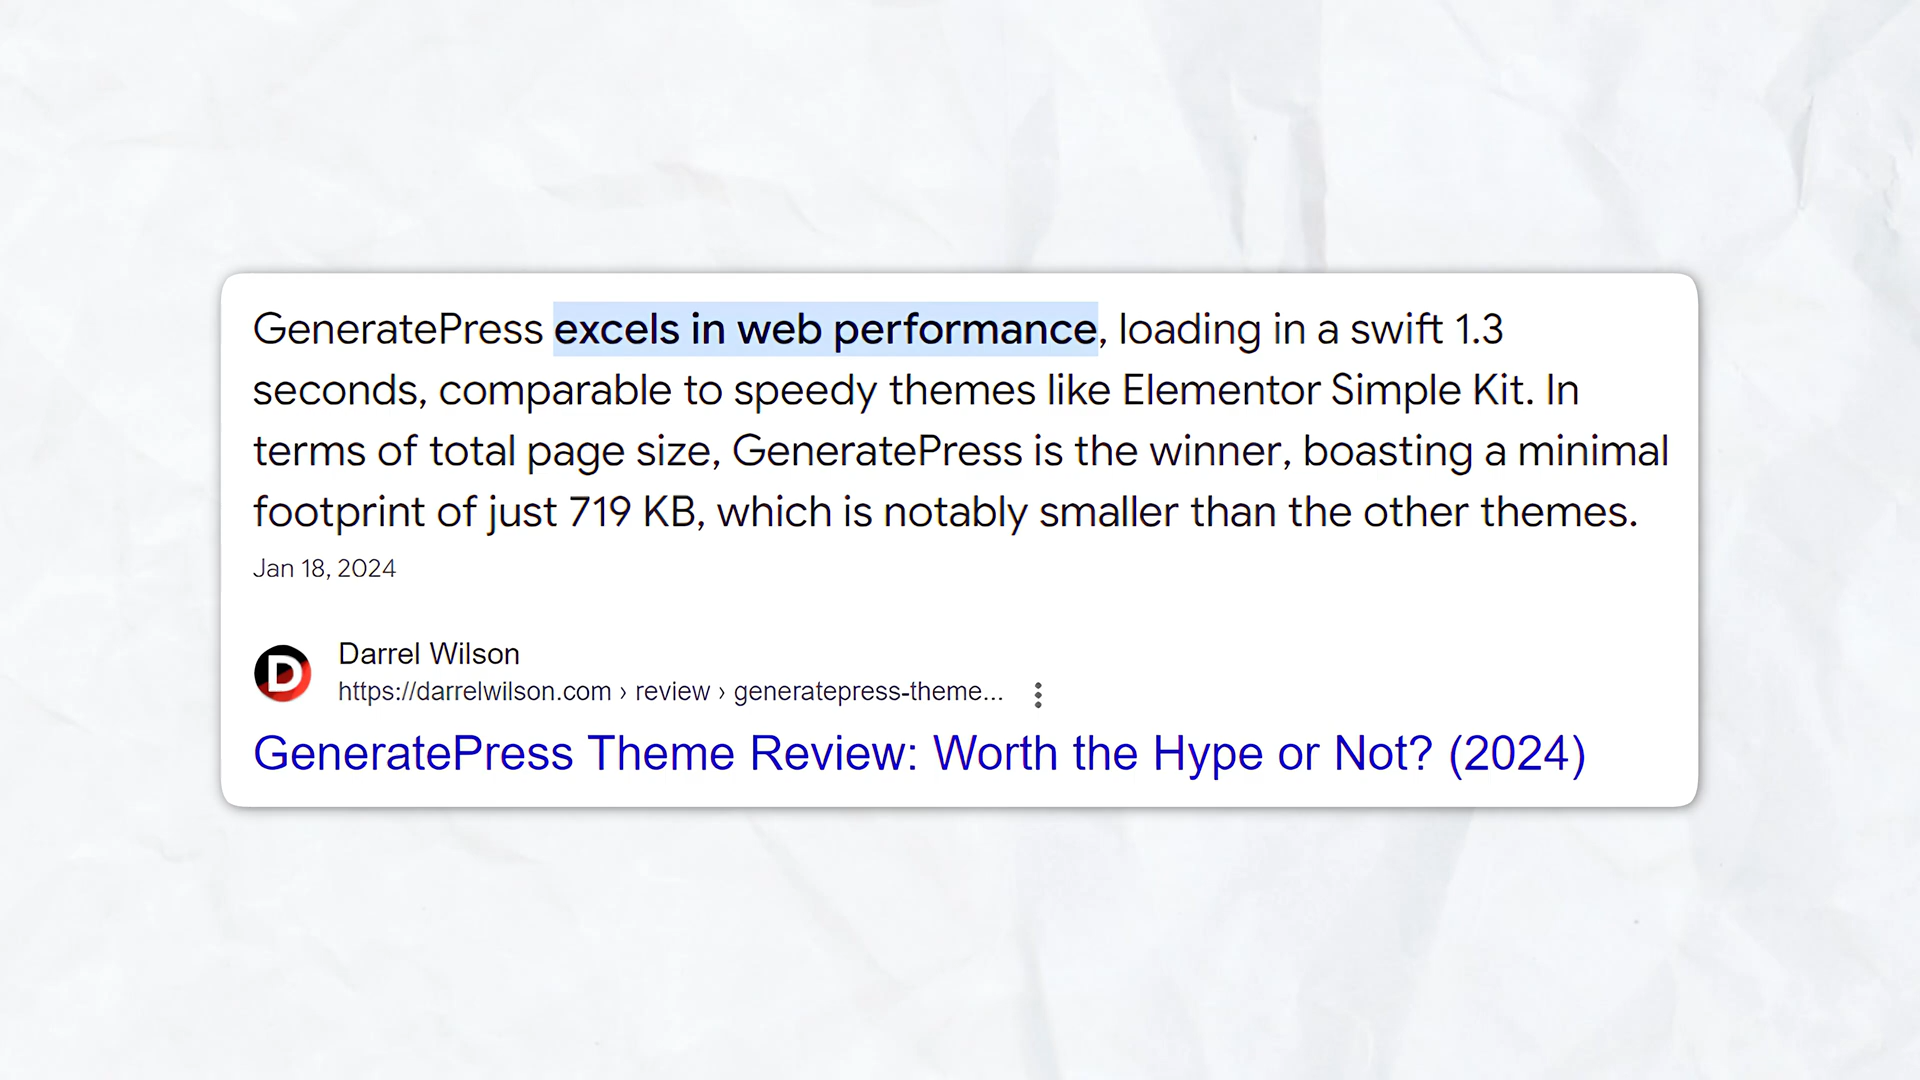 GeneratePress excels in web performance, loading in a swift 1.3
seconds, comparable to speedy themes like Elementor Simple Kit. In
terms of total page size, GeneratePress is the winner, boasting a minimal
footprint of just 719 KB, which is notably smaller than the other themes.
Jan 18, 2024
D
Darrel Wilson
https://darrelwilson.com › review › generatepress-theme...
GeneratePress Theme Review: Worth the Hype or Not? (2024)